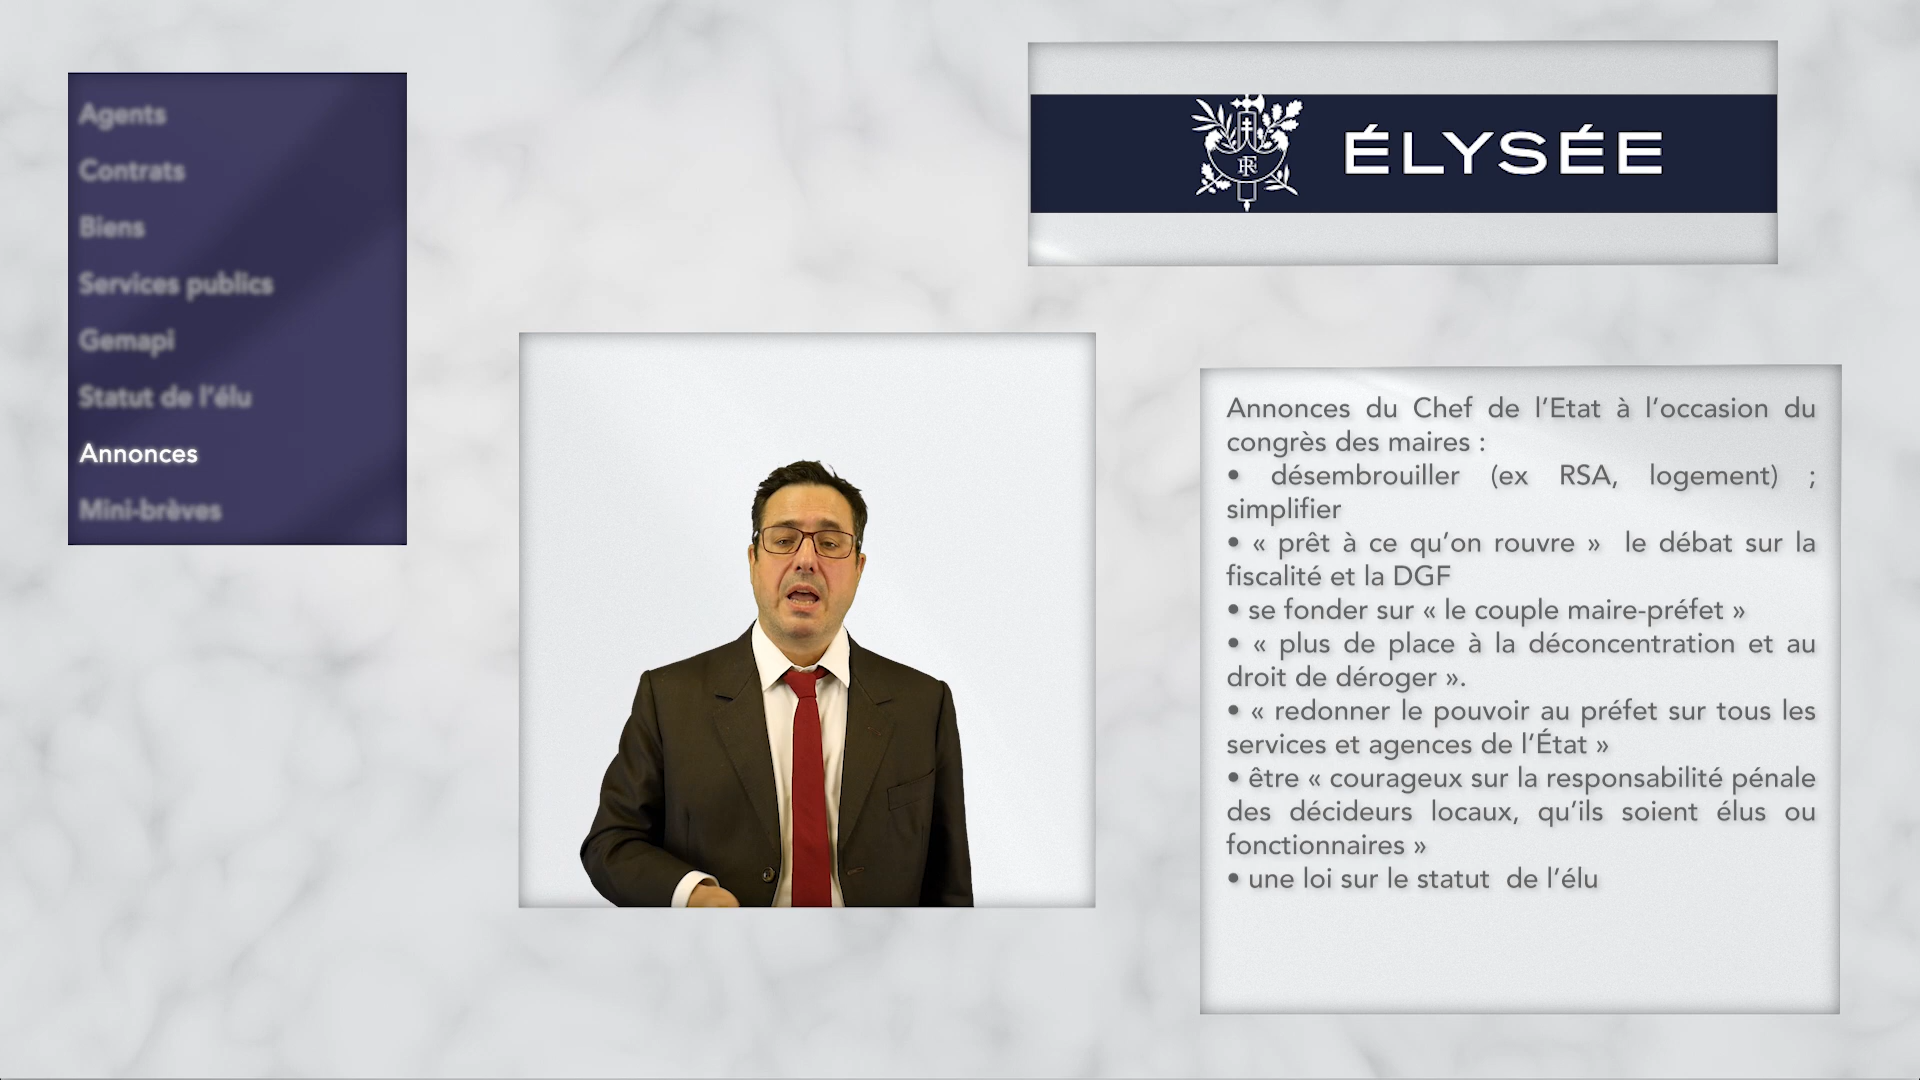 Agents
Contrats
Biens
Services publics
Gemapi
Statut de l’élu
Annonces
Mini-brèves
RF
ÉLYSÉE
Annonces du Chef de l’Etat à l’occasion du
congrès des maires :
• désembrouiller (ex RSA, logement) ;
simplifier
• « prêt à ce qu’on rouvre » le débat sur la
fiscalité et la DGF
• se fonder sur « le couple maire-préfet »
• « plus de place à la déconcentration et au
droit de déroger ».
• « redonner le pouvoir au préfet sur tous les
services et agences de l’État »
• être « courageux sur la responsabilité pénale
des décideurs locaux, qu’ils soient élus ou
fonctionnaires »
• une loi sur le statut de l’élu